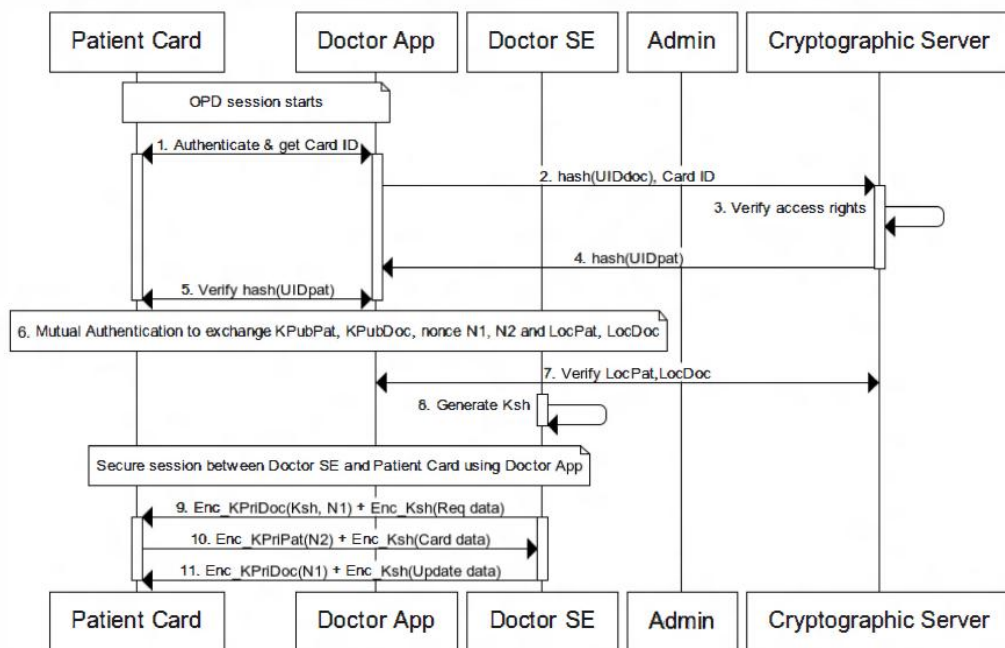 Patient Card Doctor App Doctor SE Admin Cryptographic Server
OPD session starts
1. Authenticate & get Card ID
2. hash(UIDdoc), Card ID
3. Verify access rights
4. hash(UIDpat)
5. Verify hash(UIDpat)
6. Mutual Authentication to exchange KPubPat, KPubDoc, nonce N1, N2 and LocPat, LocDoc
7. Verify LocPat,LocDoc
8. Generate Ksh
Secure session between Doctor SE and Patient Card using Doctor App
9. Enc_KPriDoc(Ksh, N1) + Enc_Ksh(Req data)
10. Enc_KPriPat(N2) + Enc_Ksh(Card data)
11. Enc_KPriDoc(N1) + Enc_Ksh(Update data)
Patient Card Doctor App Doctor SE Admin Cryptographic Server